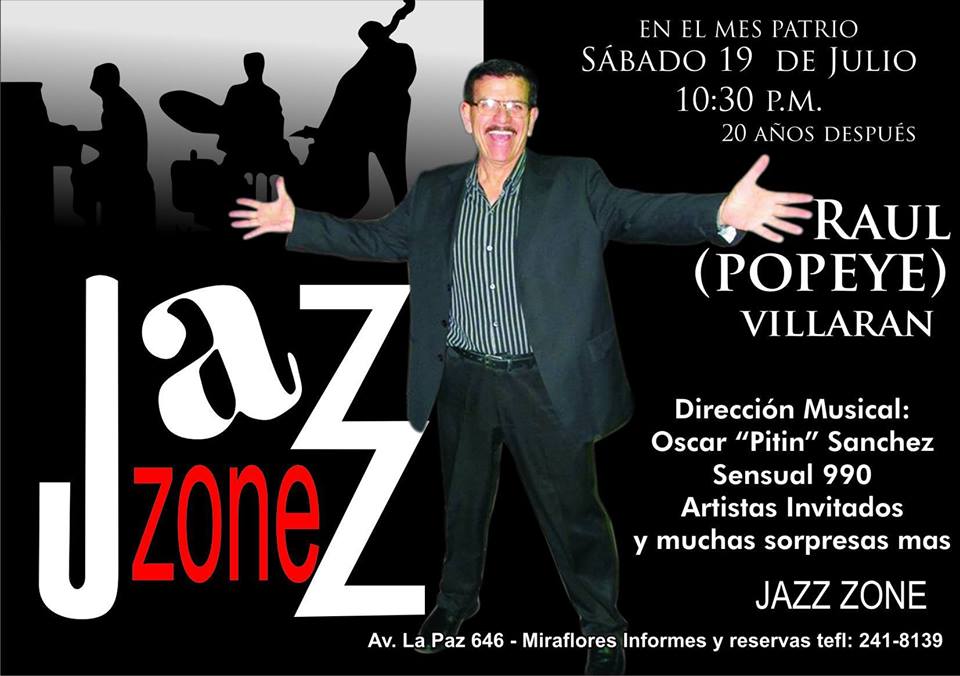 EN EL MES PATRIO
SÁBADO 19 DE JULIO
10:30 P.M.
20 AÑOS DESPUÉS
RAUL
(POPEYE)
VILLARAN
Jazz
zone
Dirección Musical:
Oscar “Pitin” Sanchez
Sensual 990
Artistas Invitados
y muchas sorpresas mas
JAZZ ZONE
Av. La Paz 646 - Miraflores Informes y reservas tefl: 241-8139